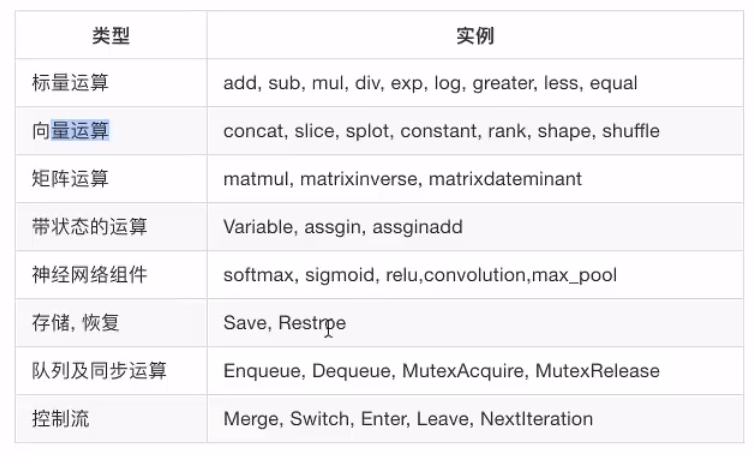 类型 实例
标量运算 add, sub, mul, div, exp, log, greater, less, equal
向量运算 concat, slice, splot, constant, rank, shape, shuffle
矩阵运算 matmul, matrixinverse, matrixdateminant
带状态的运算 Variable, assgin, assginadd
神经网络组件 softmax, sigmoid, relu,convolution,max_pool
存储, 恢复 Save, Restroe
队列及同步运算 Enqueue, Dequeue, MutexAcquire, MutexRelease
控制流 Merge, Switch, Enter, Leave, NextIteration